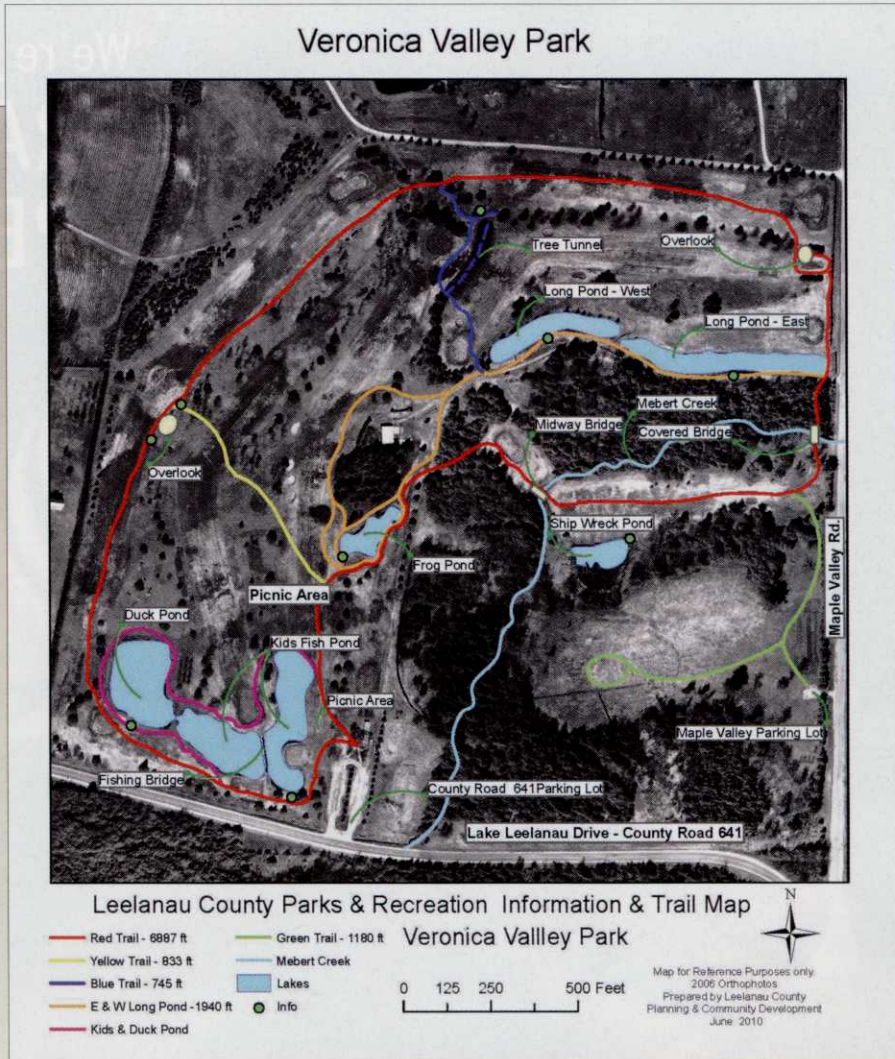 "We're
Veronica Valley Park
Tree Tunnel
Overlook
Long Pond - West
Long Pond - East
Mebert Creek
Midway Bridge
Covered Bridge
Overlook
Ship Wreck Pond
Frog Pond
Picnic Area
Maple Valley Rd.
Duck Pond
Kids Fish Pond
Picnic Area
Maple Valley Parking Lot
Fishing Bridge
County Road 641Parking Lot
Lake Leelanau Drive - County Road 641
Leelanau County Parks & Recreation Information & Trail Map
Veronica Vallley Park
N
Red Trail - 6887 ft
Yellow Trail - 833 ft
Blue Trail - 745 ft
E & W Long Pond -1940 ft
Kids & Duck Pond
Green Trail - 1180 ft
Mebert Creek
Lakes
Info
0 125 250 500 Feet
Map for Reference Purposes only
2006 Orthophotos
Prepared by Leelanau County
Planning & Community Development
June 2010